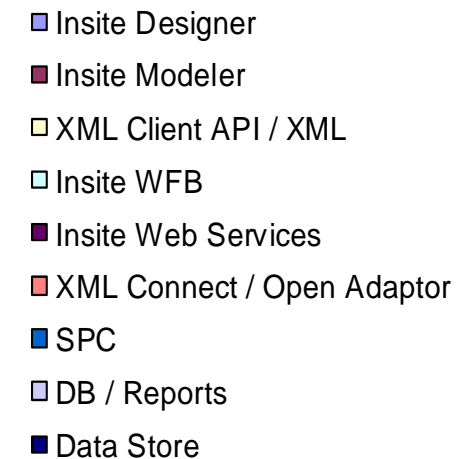 Insite Designer
Insite Modeler
XML Client API / XML
Insite WFB
Insite Web Services
XML Connect / Open Adaptor
SPC
DB / Reports
Data Store